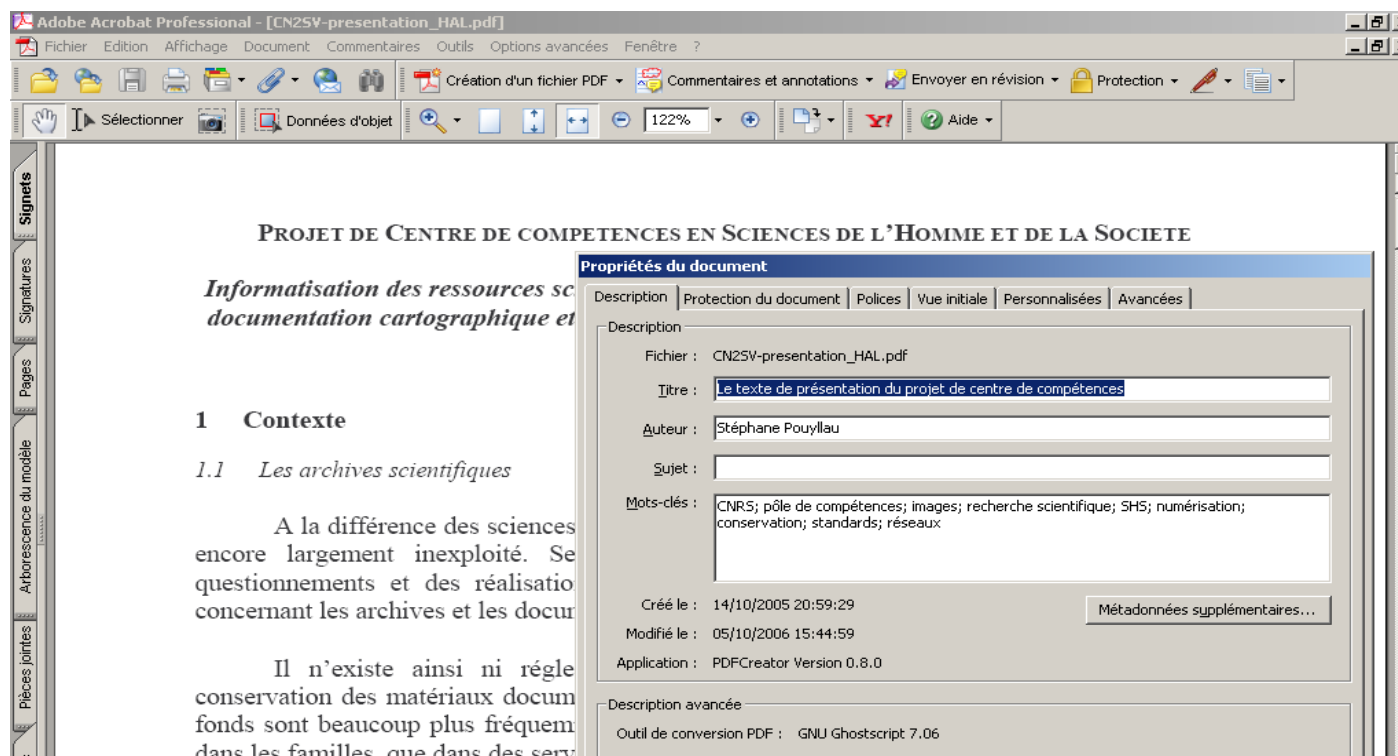 Adobe Acrobat Professional - [CN2SV-presentation_HAL.pdf]
Fichier Edition Affichage Document Commentaires Outils Options avancées Fenêtre ?
Création d'un fichier PDF Commentaires et annotations Envoyer en révision Protection
Sélectionner Données d'objet 122% Y! Aide
Signets
Signatures
Pages
Arborescence du modèle
Pièces jointes
PROJET DE CENTRE DE COMPETENCES EN SCIENCES DE L'HOMME ET DE LA SOCIETE
Informatisation des ressources sc
documentation cartographique et
1 Contexte
1.1 Les archives scientifiques
A la différence des sciences
encore largement inexploité. Se
questionnements et des réalisatio
concernant les archives et les docum
Il n'existe ainsi ni régle
conservation des matériaux docum
fonds sont beaucoup plus fréquem
dans les familles, que dans des serv
Propriétés du document
Description Protection du document Polices Vue initiale Personnalisées Avancées
Description
Fichier : CN2SV-presentation_HAL.pdf
Titre : Le texte de présentation du projet de centre de compétences
Auteur : Stéphane Pouyllau
Sujet :
Mots-clés : CNRS; pôle de compétences; images; recherche scientifique; SHS; numérisation;
conservation; standards; réseaux
Créé le : 14/10/2005 20:59:29
Métadonnées supplémentaires...
Modifié le : 05/10/2006 15:44:59
Application : PDFCreator Version 0.8.0
Description avancée
Outil de conversion PDF : GNU Ghostscript 7.06